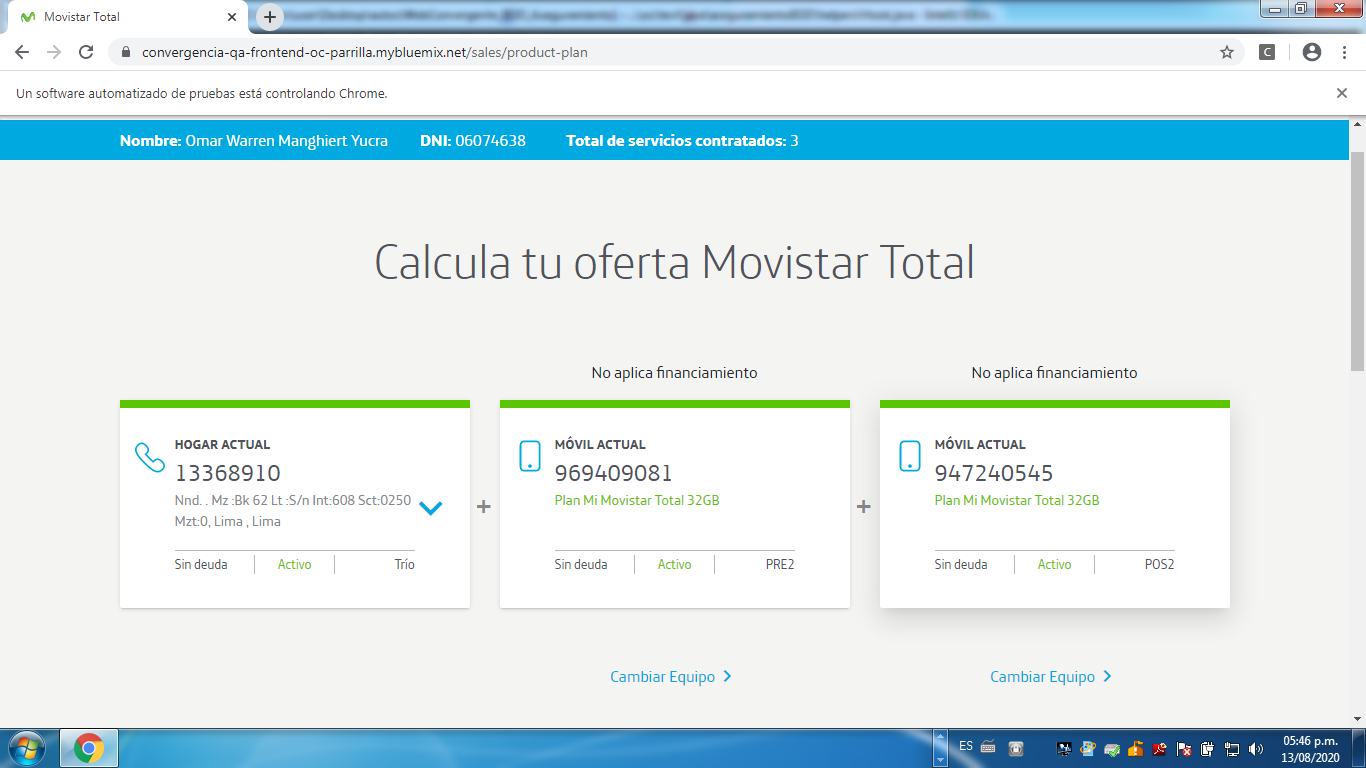 Movistar Total
convergencia-qa-frontend-oc-parrilla.mybluemix.net/sales/product-plan
C
Un software automatizado de pruebas está controlando Chrome.
Nombre: Omar Warren Manghiert Yucra DNI: 06074638 Total de servicios contratados: 3
Calcula tu oferta Movistar Total
No aplica financiamiento No aplica financiamiento
HOGAR ACTUAL MÓVIL ACTUAL MÓVIL ACTUAL
13368910 969409081 947240545
Nnd. . Mz :Bk 62 Lt :S/n Int:608 Sct:0250 Plan Mi Movistar Total 32GB Plan Mi Movistar Total 32GB
+ +
Mzt:0, Lima , Lima
Sin deuda Activo Trío Sin deuda Activo PRE2 Sin deuda Activo POS2
Cambiar Equipo Cambiar Equipo
ES 05:46 p.m.
13/08/2020